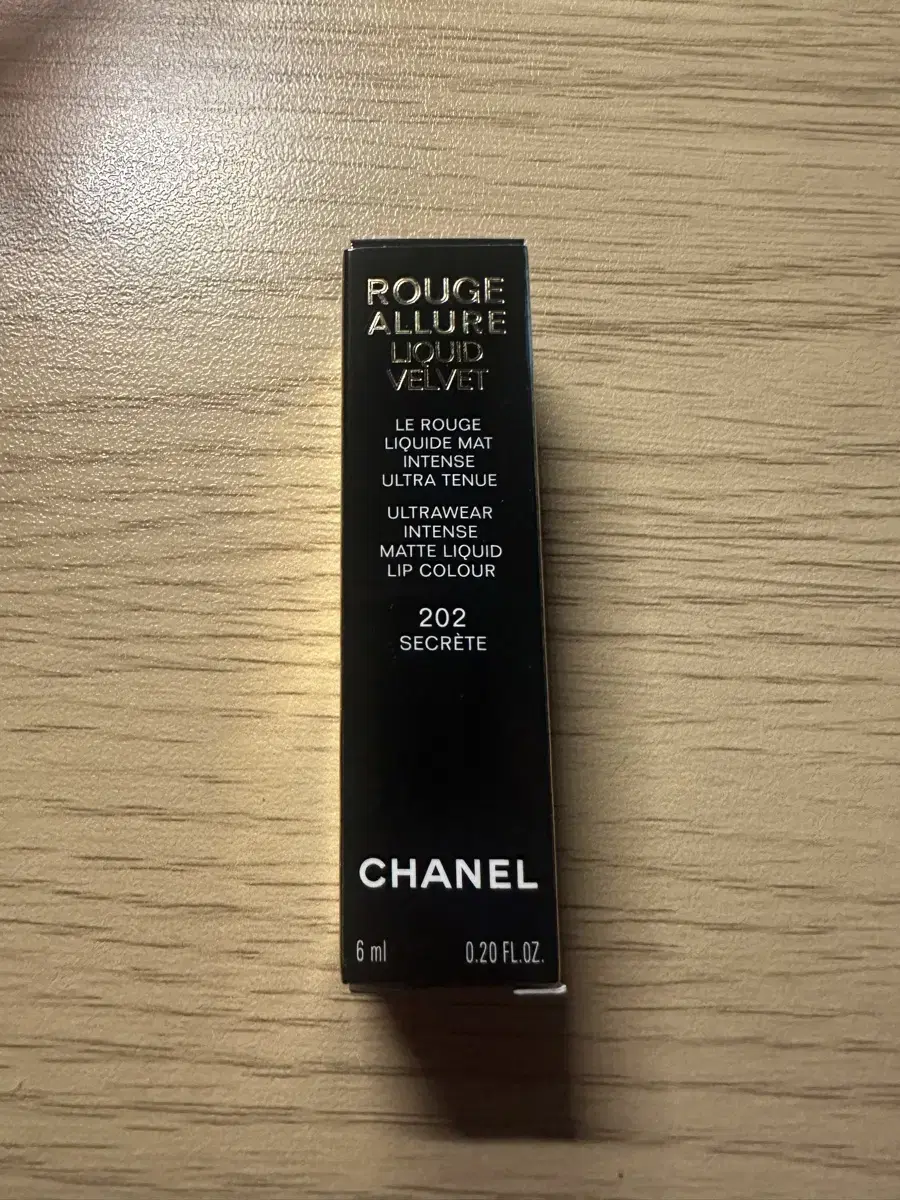 ROUGE
ALLURE
LIQUID
VELVET
LE ROUGE
LIQUIDE MAT
INTENSE
ULTRA TENUE
ULTRAWEAR
INTENSE
MATTE LIQUID
LIP COLOUR
202
SECRÈTE
CHANEL
6 ml 0.20 FL.OZ.